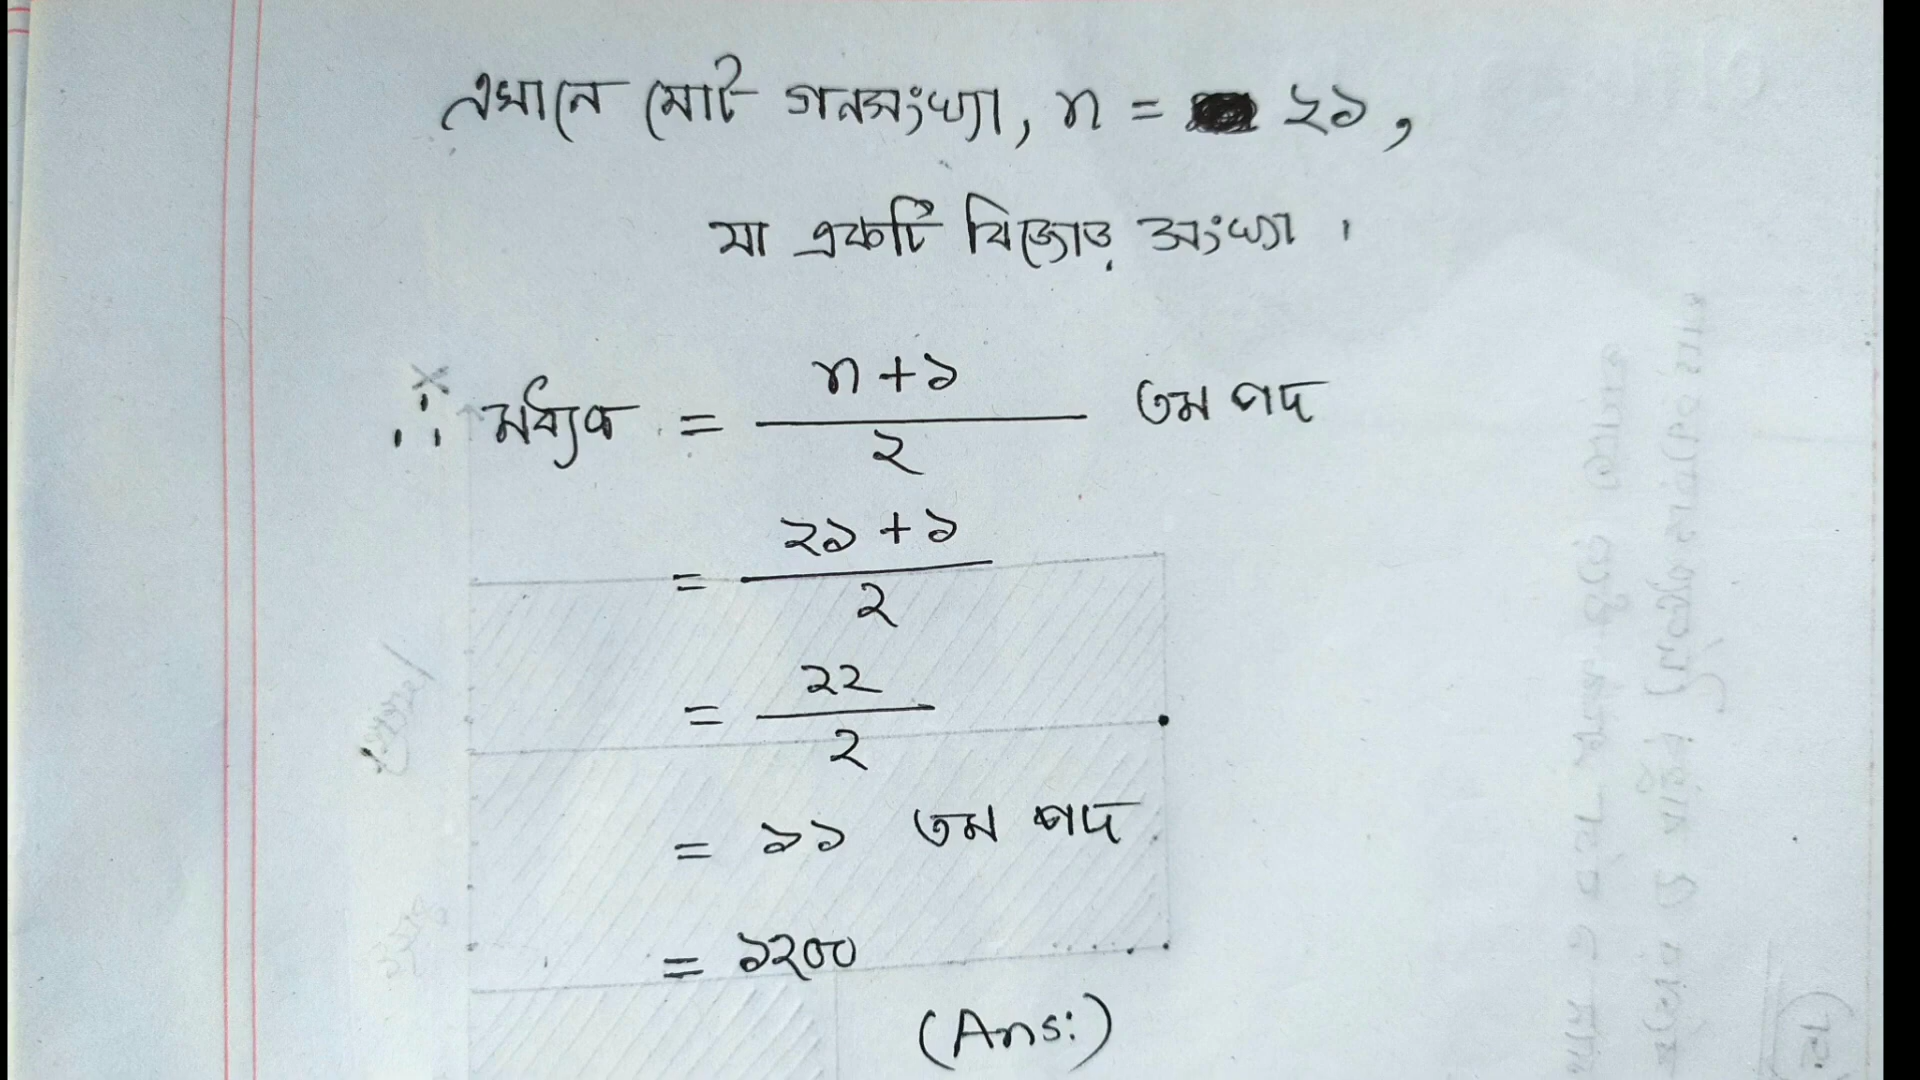 এখানে মোট গনসংখ্যা, n = ২১,
যা একটি বিজোড় সংখ্যা।
∴ মধ্যক = n+১ / ২ তম পদ
= ২১+১ / ২
= ২২ / ২
= ১১ তম পদ
= ১২০০
(Ans:)